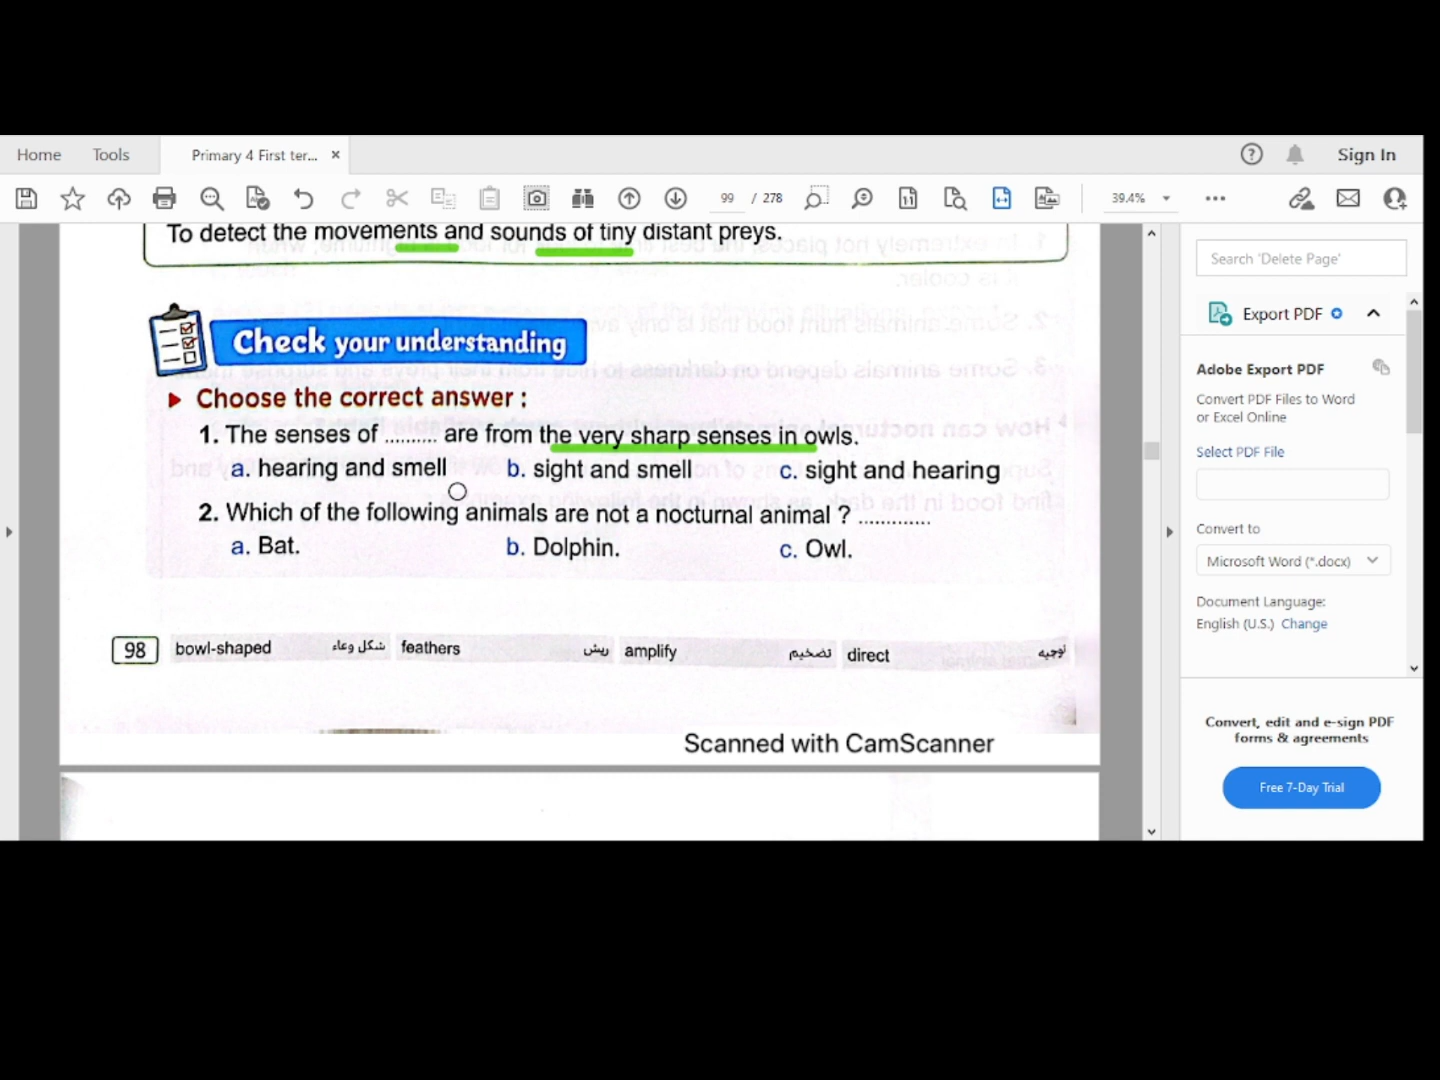 Home Tools Primary 4 First ter... × Sign In
99 / 278 39.4%
To detect the movements and sounds of tiny distant preys.
Check your understanding
Choose the correct answer :
1. The senses of .......... are from the very sharp senses in owls.
a. hearing and smell b. sight and smell c. sight and hearing
2. Which of the following animals are not a nocturnal animal ? .............
a. Bat. b. Dolphin. c. Owl.
98 bowl-shaped شكل وعاء feathers ريش amplify تضخيم direct توجيه
Scanned with CamScanner
Search 'Delete Page'
Export PDF
Adobe Export PDF
Convert PDF Files to Word
or Excel Online
Select PDF File
Convert to
Microsoft Word (*.docx)
Document Language:
English (U.S.) Change
Convert, edit and e-sign PDF
forms & agreements
Free 7-Day Trial